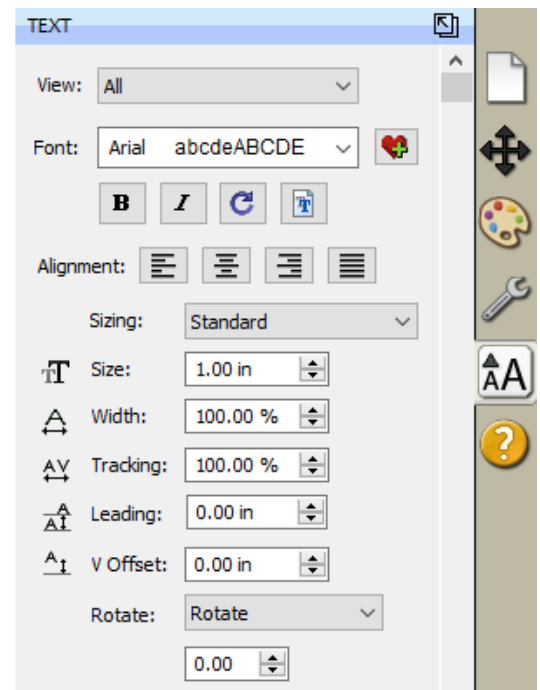 TEXT
View: All
Font: Arial abcdeABCDE
B I
Alignment:
Sizing: Standard
Size: 1.00 in
Width: 100.00 %
Tracking: 100.00 %
Leading: 0.00 in
V Offset: 0.00 in
Rotate: Rotate
0.00